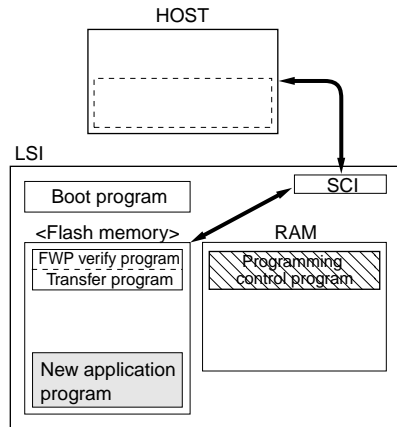 HOST
LSI
SCI
Boot program
<Flash memory>
RAM
FWP verify program
Transfer program
Programming
control program
New application
program